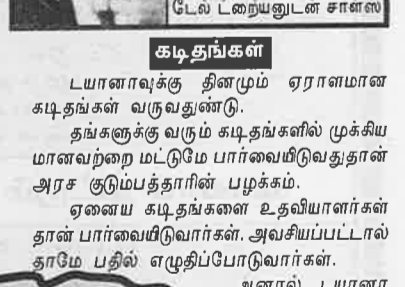 டேல் ட்றையனுடன் சார்ள்ஸ்
கடிதங்கள்
டயானாவுக்கு தினமும் ஏராளமான
கடிதங்கள் வருவதுண்டு.
தங்களுக்கு வரும் கடிதங்களில் முக்கிய
மானவற்றை மட்டுமே பார்வையிடுவதுதான்
அரச குடும்பத்தாரின் பழக்கம்.
ஏனைய கடிதங்களை உதவியாளர்கள்
தான் பார்வையிடுவார்கள். அவசியப்பட்டால்
தாமே பதில் எழுதிப்போடுவார்கள்.
ஆனால் டயானா